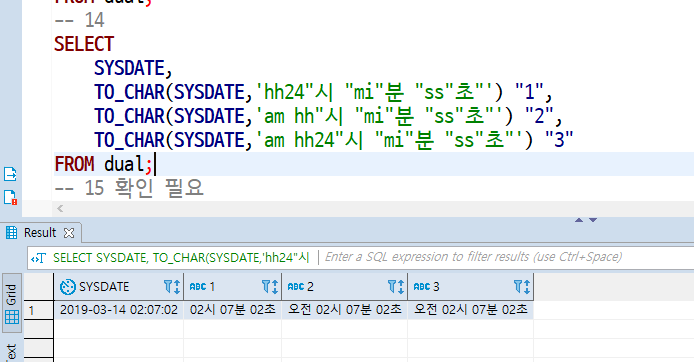 FROM dual;
-- 14
SELECT
SYSDATE,
TO_CHAR(SYSDATE,'hh24"시 "mi"분 "ss"초"') "1",
TO_CHAR(SYSDATE,'am hh"시 "mi"분 "ss"초"') "2",
TO_CHAR(SYSDATE,'am hh24"시 "mi"분 "ss"초"') "3"
FROM dual;
-- 15 확인 필요
Result
SELECT SYSDATE, TO_CHAR(SYSDATE,'hh24"시 Enter a SQL expression to filter results (use Ctrl+Space)
Grid
Text
SYSDATE ABC 1 ABC 2 ABC 3
1 2019-03-14 02:07:02 02시 07분 02초 오전 02시 07분 02초 오전 02시 07분 02초